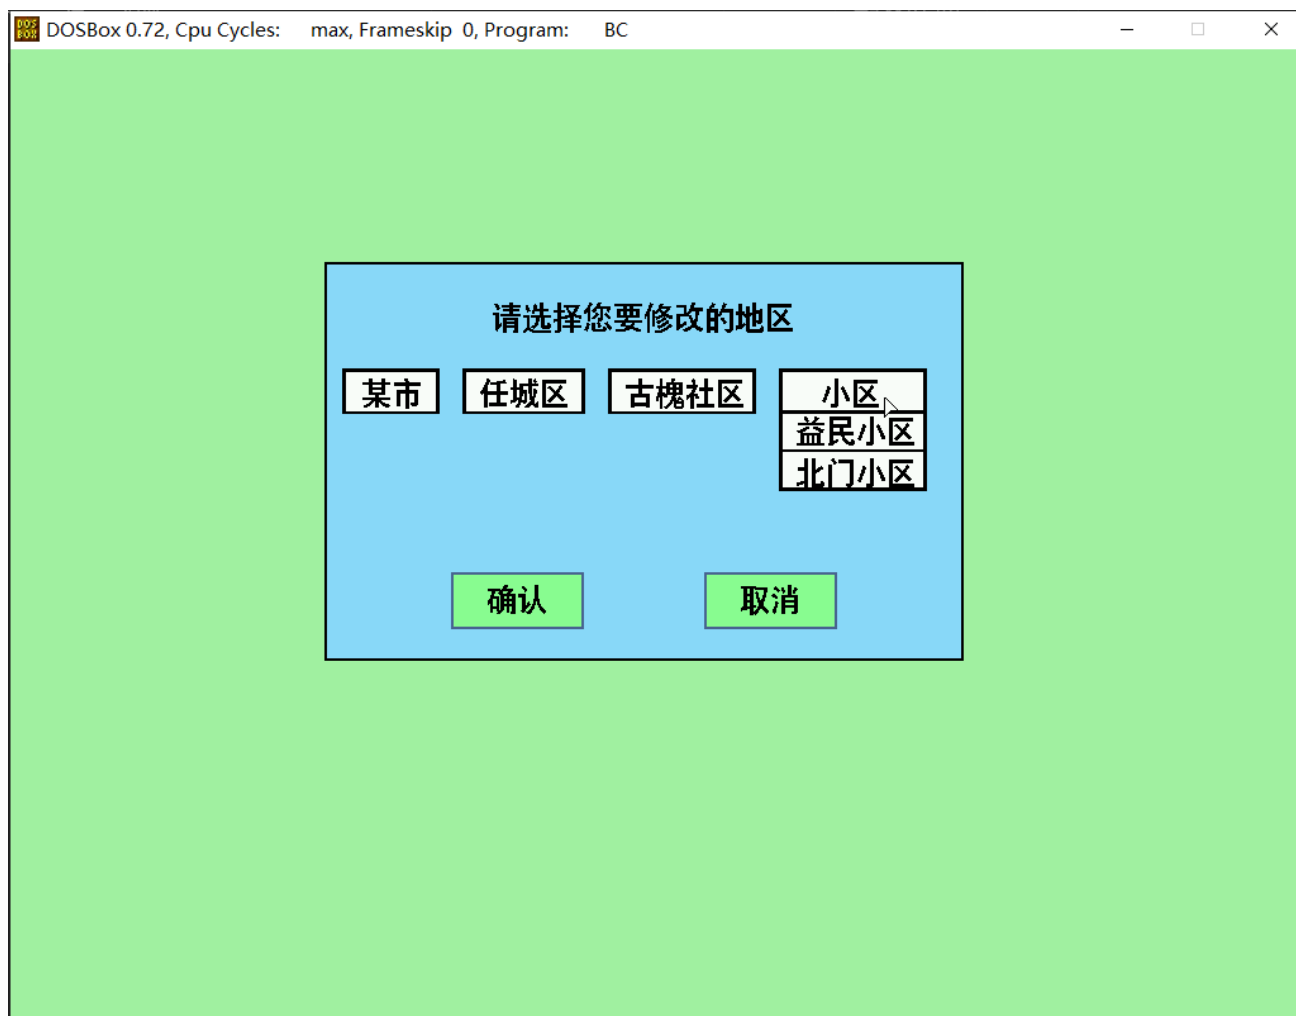 DOSBox 0.72, Cpu Cycles: max, Frameskip 0, Program: BC
请选择您要修改的地区
某市 任城区 古槐社区 小区
益民小区
北门小区
确认 取消